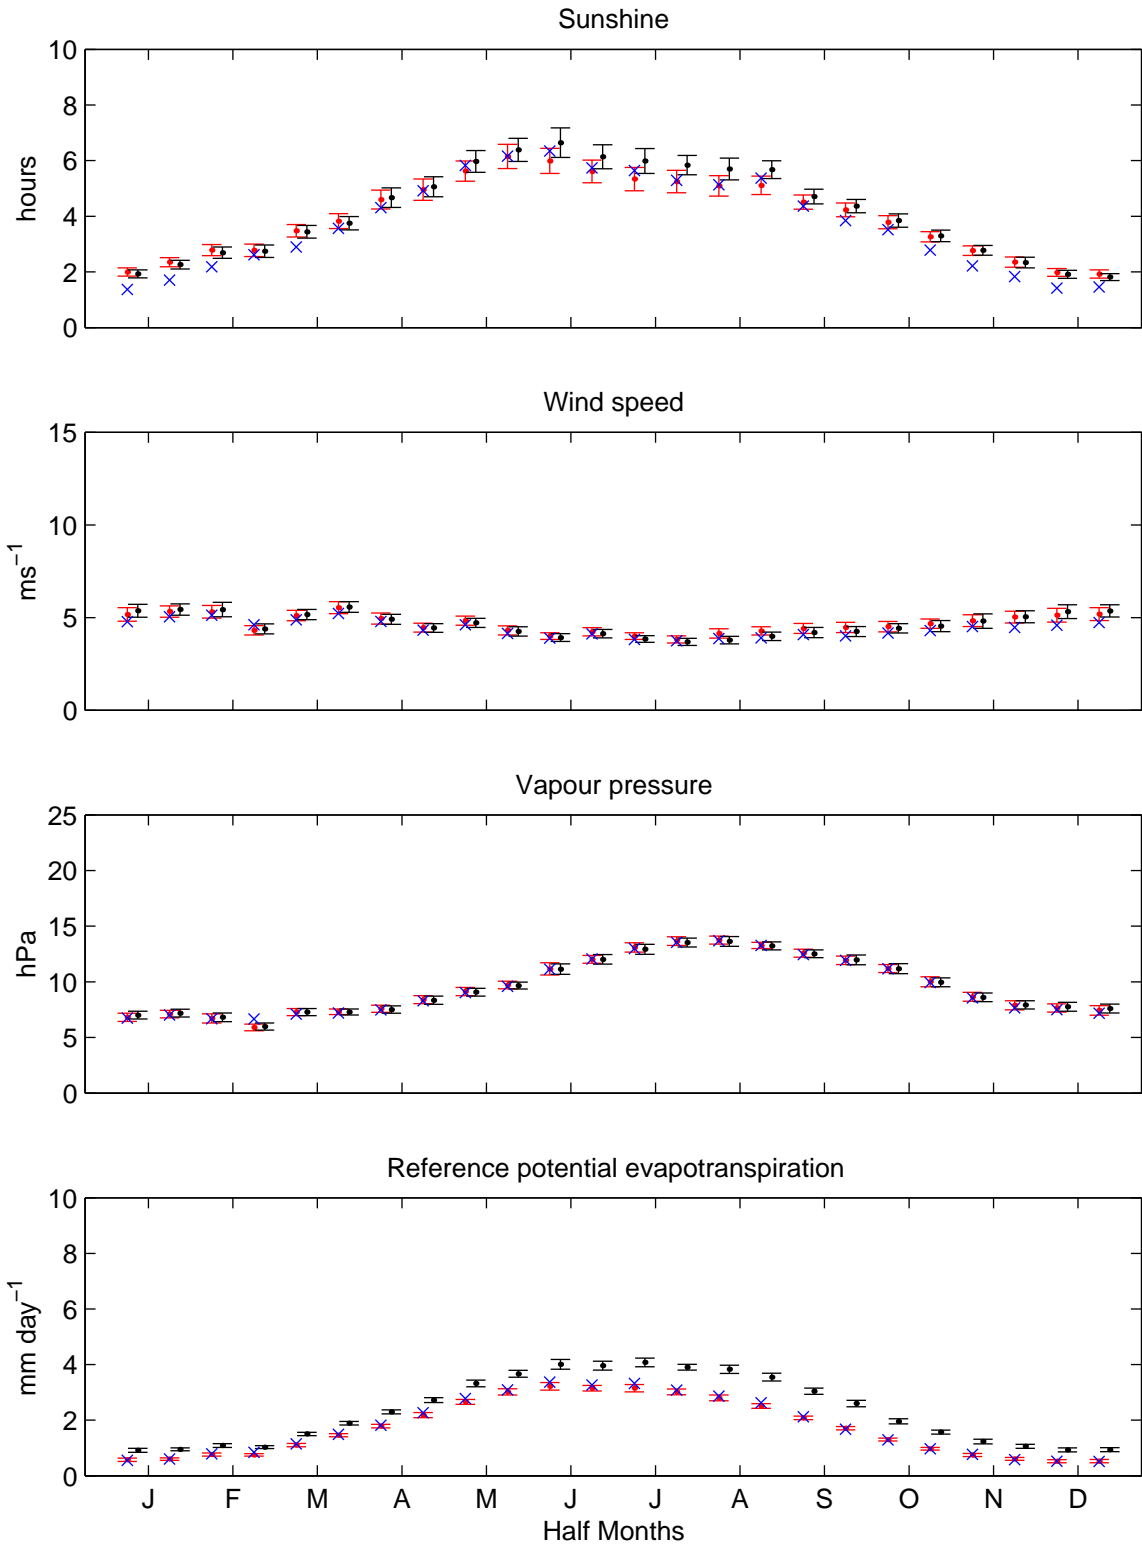 Sunshine
10
8
6
4
2
0
hours
Wind speed
15
10
5
0
ms⁻¹
Vapour pressure
25
20
15
10
5
0
hPa
Reference potential evapotranspiration
10
8
6
4
2
0
mm day⁻¹
J F M A M J J A S O N D
Half Months